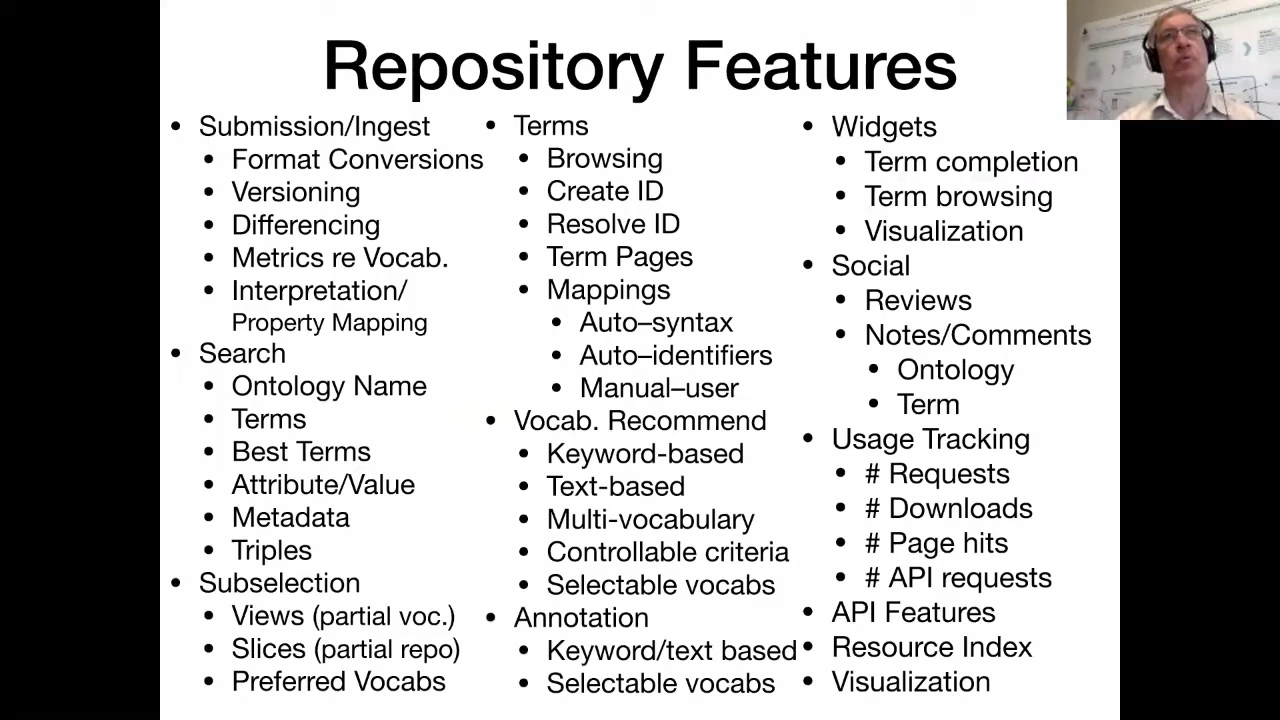 Repository Features
• Submission/Ingest
• Format Conversions
• Versioning
• Differencing
• Metrics re Vocab.
• Interpretation/
Property Mapping
• Search
• Ontology Name
• Terms
• Best Terms
• Attribute/Value
• Metadata
• Triples
• Subselection
• Views (partial voc.)
• Slices (partial repo)
• Preferred Vocabs
• Terms
• Browsing
• Create ID
• Resolve ID
• Term Pages
• Mappings
• Auto–syntax
• Auto–identifiers
• Manual–user
• Vocab. Recommend
• Keyword-based
• Text-based
• Multi-vocabulary
• Controllable criteria
• Selectable vocabs
• Annotation
• Keyword/text based
• Selectable vocabs
• Widgets
• Term completion
• Term browsing
• Visualization
• Social
• Reviews
• Notes/Comments
• Ontology
• Term
• Usage Tracking
• # Requests
• # Downloads
• # Page hits
• # API requests
• API Features
• Resource Index
• Visualization